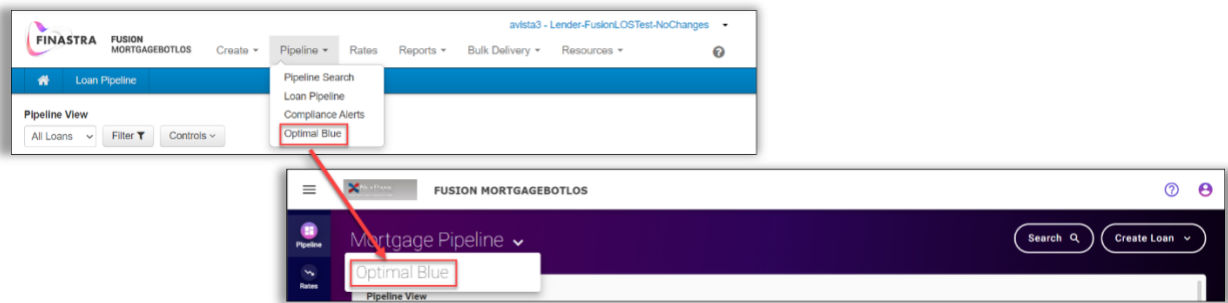 avista3 - Lender-FusionLOSTest-NoChanges
FINASTRA
FUSION
MORTGAGEBOTLOS
Create
Pipeline
Rates
Reports
Bulk Delivery
Resources
Loan Pipeline
Pipeline Search
Loan Pipeline
Compliance Alerts
Optimal Blue
Pipeline View
All Loans
Filter
Controls
FUSION MORTGAGEBOTLOS
Pipeline
Mortgage Pipeline
Search
Create Loan
Optimal Blue
Rates
Pipeline View